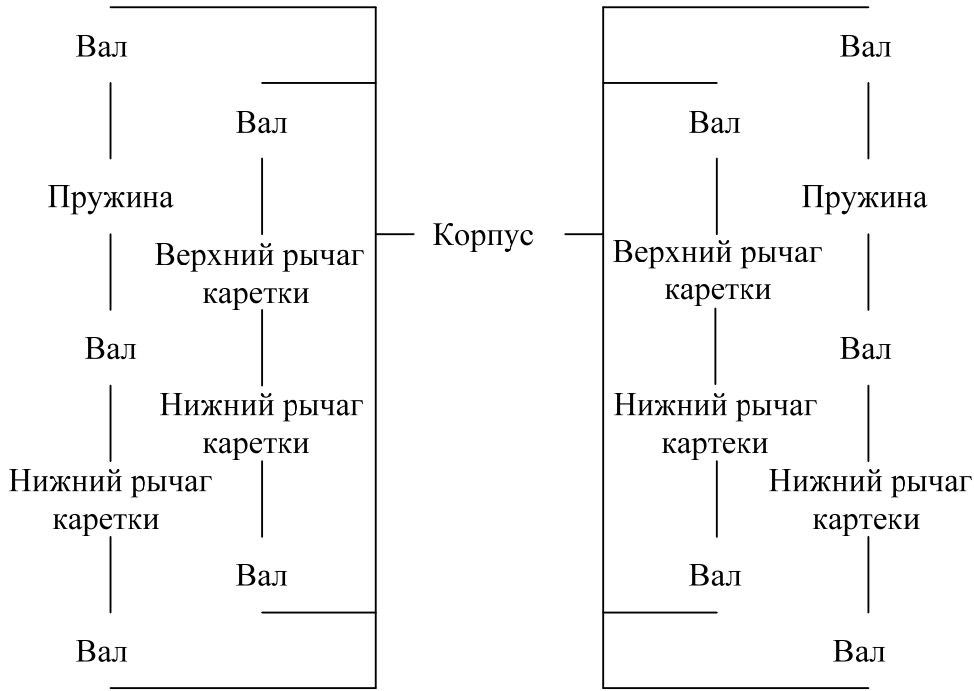 Вал
Вал
Пружина
Верхний рычаг
каретки
Вал
Нижний рычаг
каретки
Нижний рычаг
каретки
Вал
Вал
Корпус
Вал
Вал
Пружина
Верхний рычаг
каретки
Вал
Нижний рычаг
картеки
Нижний рычаг
картеки
Вал
Вал